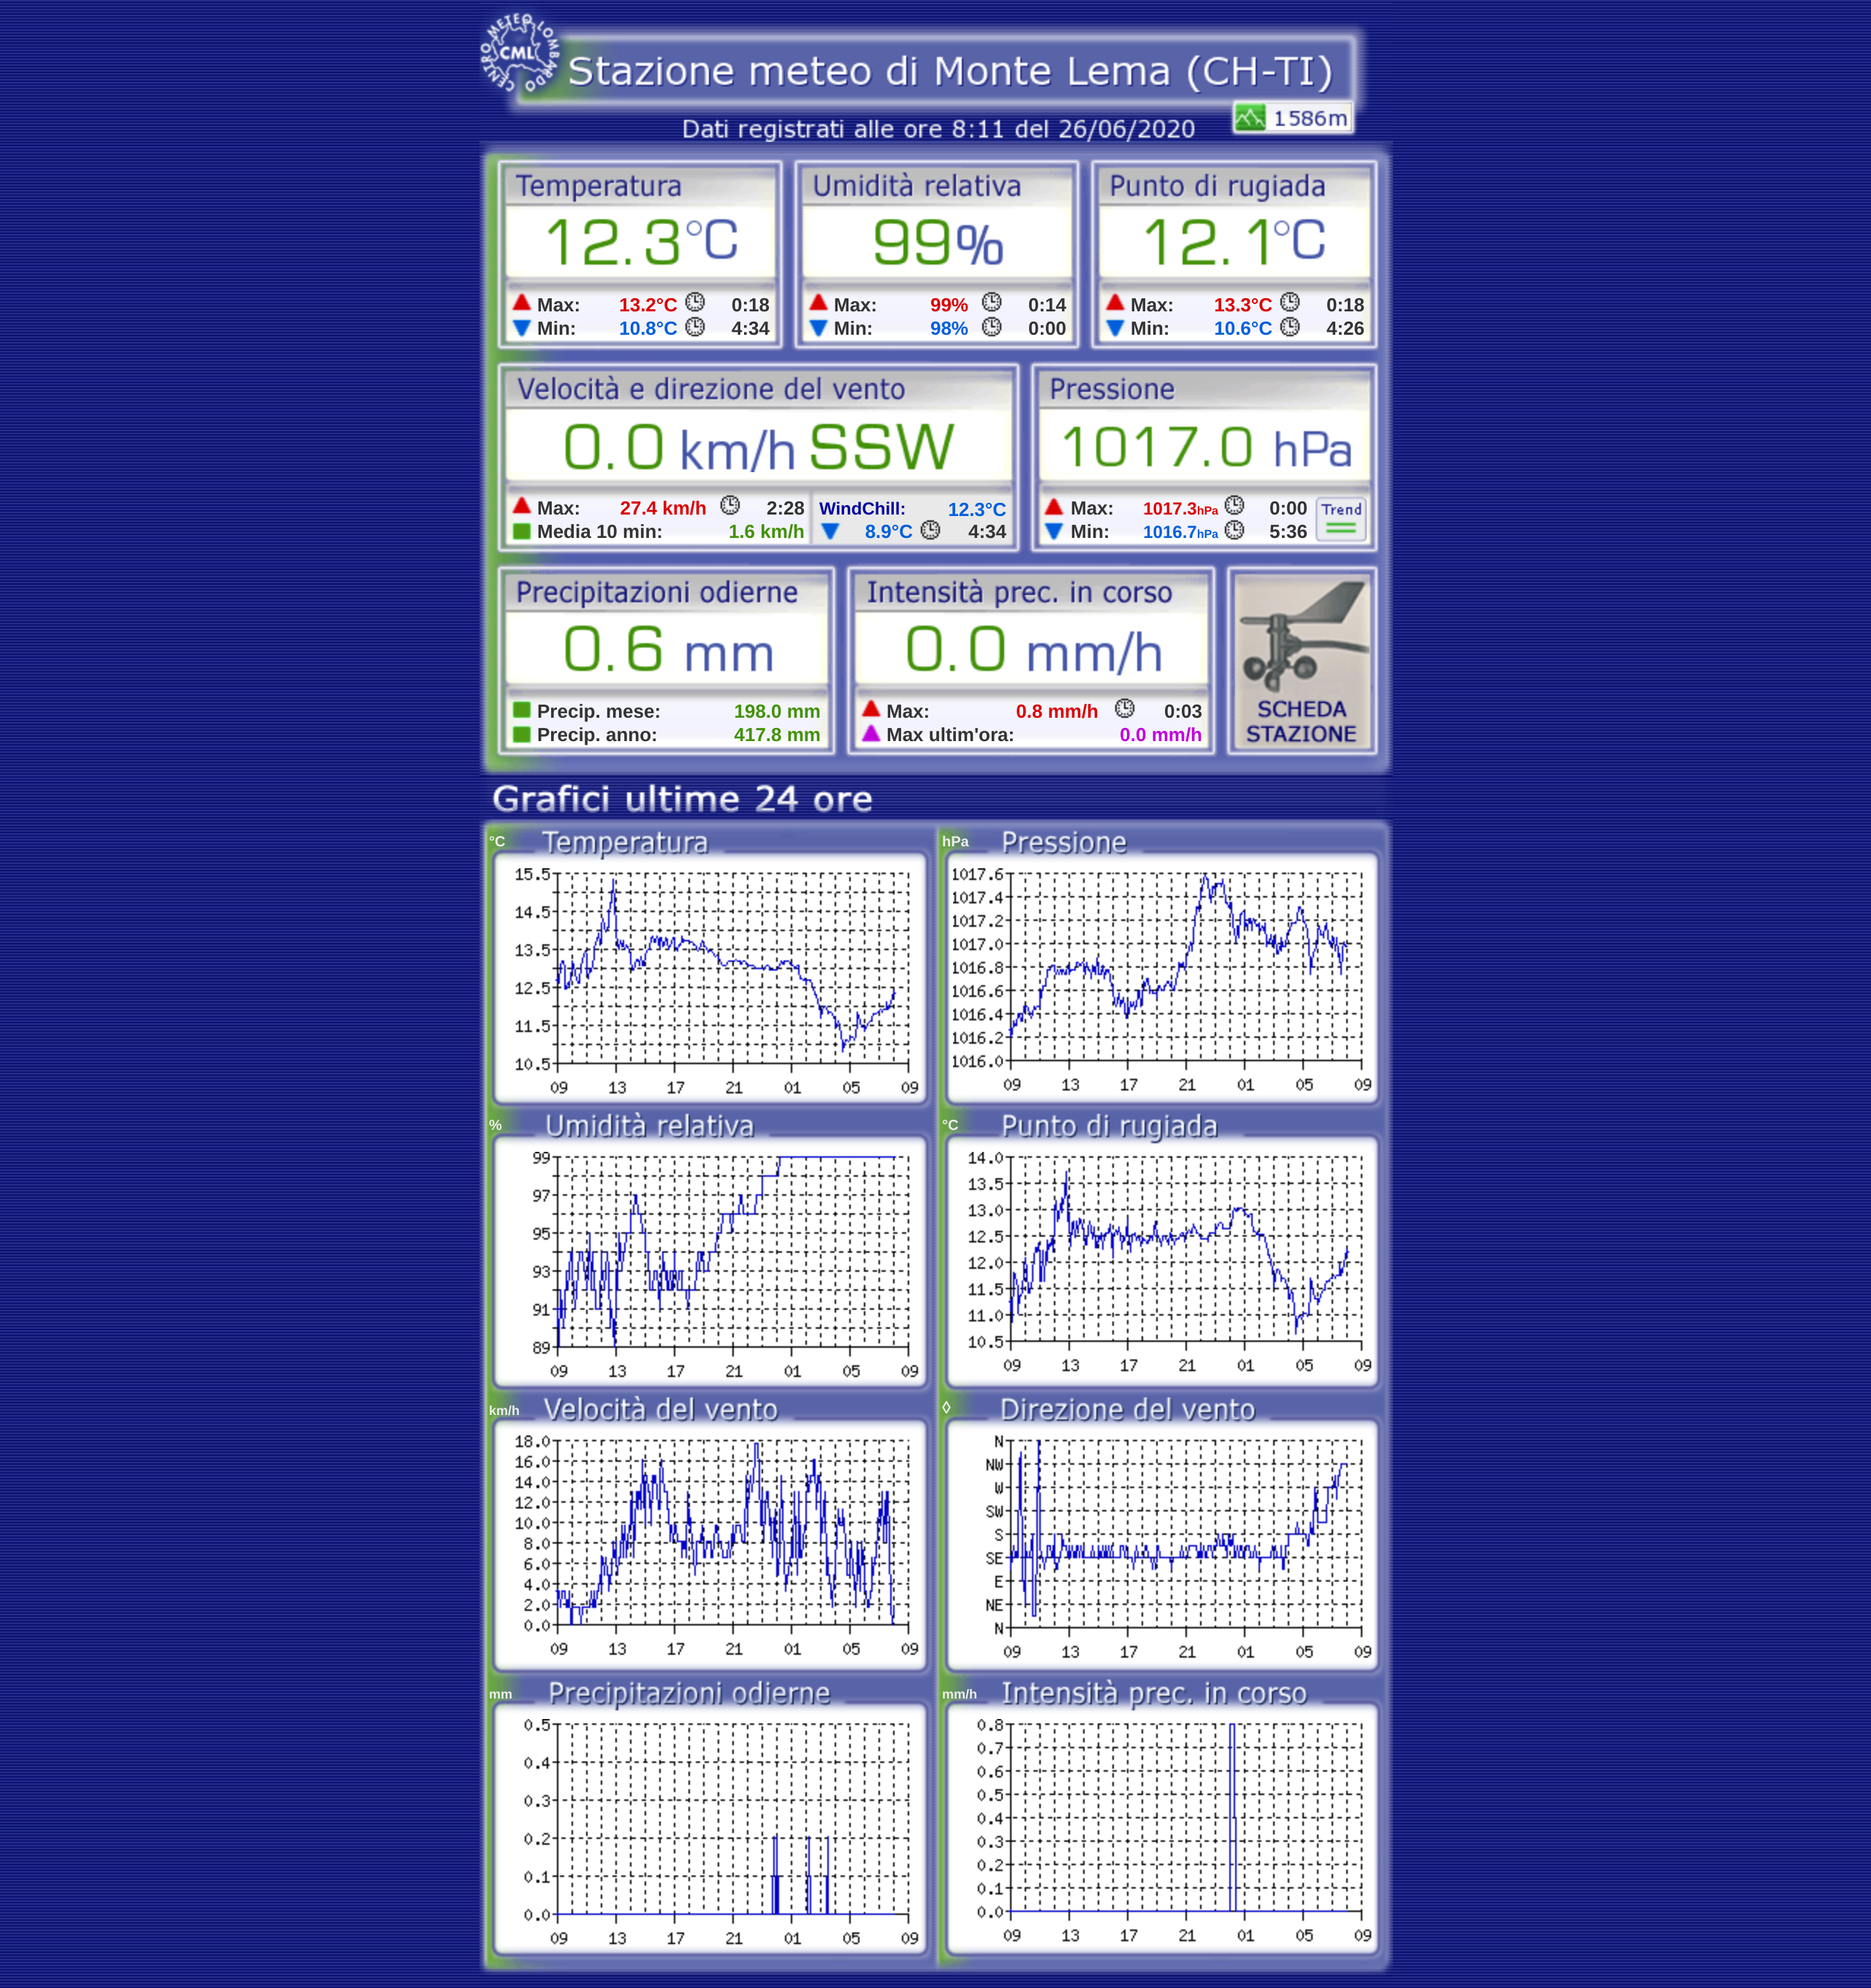 CENTRO METEO LOMBARDO
CML
Stazione meteo di Monte Lema (CH-TI)
1586m
Dati registrati alle ore 8:11 del 26/06/2020
Temperatura
12.3°C
Max: 13.2°C 0:18
Min: 10.8°C 4:34
Umidità relativa
99%
Max: 99% 0:14
Min: 98% 0:00
Punto di rugiada
12.1°C
Max: 13.3°C 0:18
Min: 10.6°C 4:26
Velocità e direzione del vento
0.0 km/h SSW
Max: 27.4 km/h 2:28
Media 10 min: 1.6 km/h
WindChill: 12.3°C
8.9°C 4:34
Pressione
1017.0 hPa
Max: 1017.3hPa 0:00
Min: 1016.7hPa 5:36
Trend
Precipitazioni odierne
0.6 mm
Precip. mese: 198.0 mm
Precip. anno: 417.8 mm
Intensità prec. in corso
0.0 mm/h
Max: 0.8 mm/h 0:03
Max ultim'ora: 0.0 mm/h
SCHEDA
STAZIONE
Grafici ultime 24 ore
°C Temperatura
15.5
14.5
13.5
12.5
11.5
10.5
09 13 17 21 01 05 09
hPa Pressione
1017.6
1017.4
1017.2
1017.0
1016.8
1016.6
1016.4
1016.2
1016.0
09 13 17 21 01 05 09
% Umidità relativa
99
97
95
93
91
89
09 13 17 21 01 05 09
°C Punto di rugiada
14.0
13.5
13.0
12.5
12.0
11.5
11.0
10.5
09 13 17 21 01 05 09
km/h Velocità del vento
18.0
16.0
14.0
12.0
10.0
8.0
6.0
4.0
2.0
0.0
09 13 17 21 01 05 09
◊ Direzione del vento
N
NW
W
SW
S
SE
E
NE
N
09 13 17 21 01 05 09
mm Precipitazioni odierne
0.5
0.4
0.3
0.2
0.1
0.0
09 13 17 21 01 05 09
mm/h Intensità prec. in corso
0.8
0.7
0.6
0.5
0.4
0.3
0.2
0.1
0.0
09 13 17 21 01 05 09